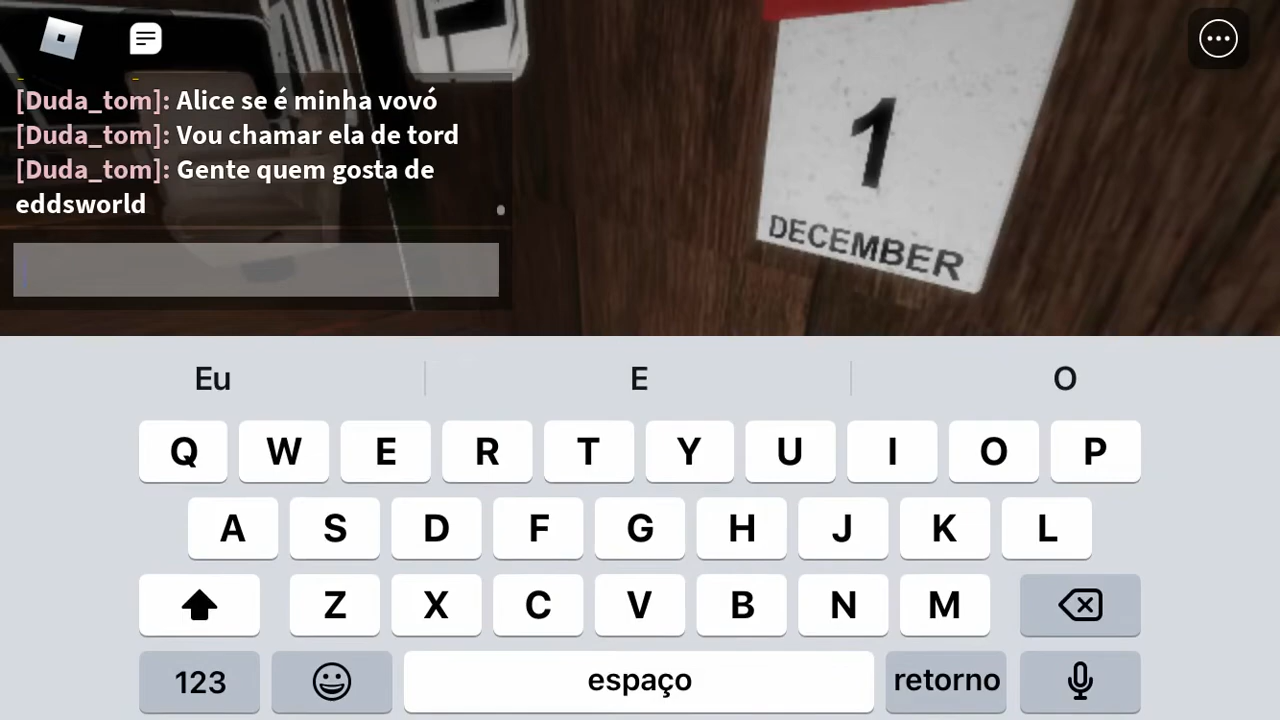 [Duda_tom]: Alice se é minha vovó
[Duda_tom]: Vou chamar ela de tord
[Duda_tom]: Gente quem gosta de
eddsworld
1
DECEMBER
Eu E O
Q W E R T Y U I O P
A S D F G H J K L
Z X C V B N M
123 espaço retorno